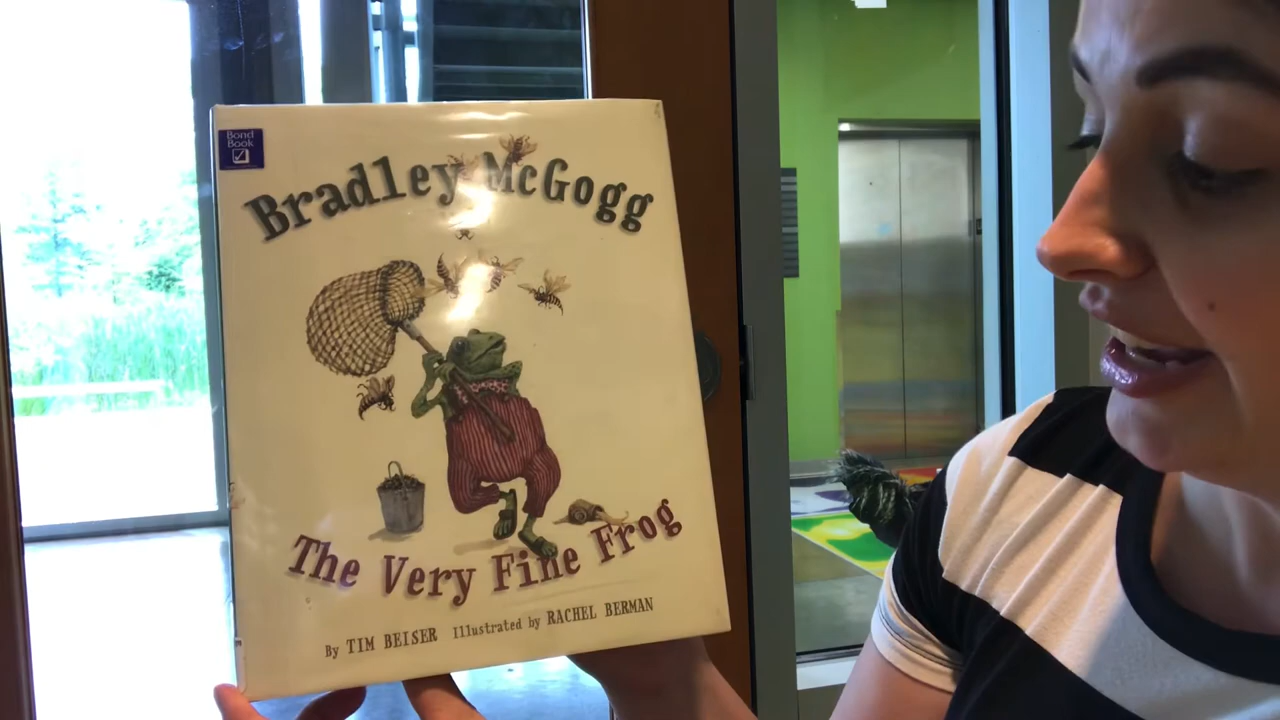 Bond
Book
Bradley McGogg
The Very Fine Frog
By TIM BEISER Illustrated by RACHEL BERMAN